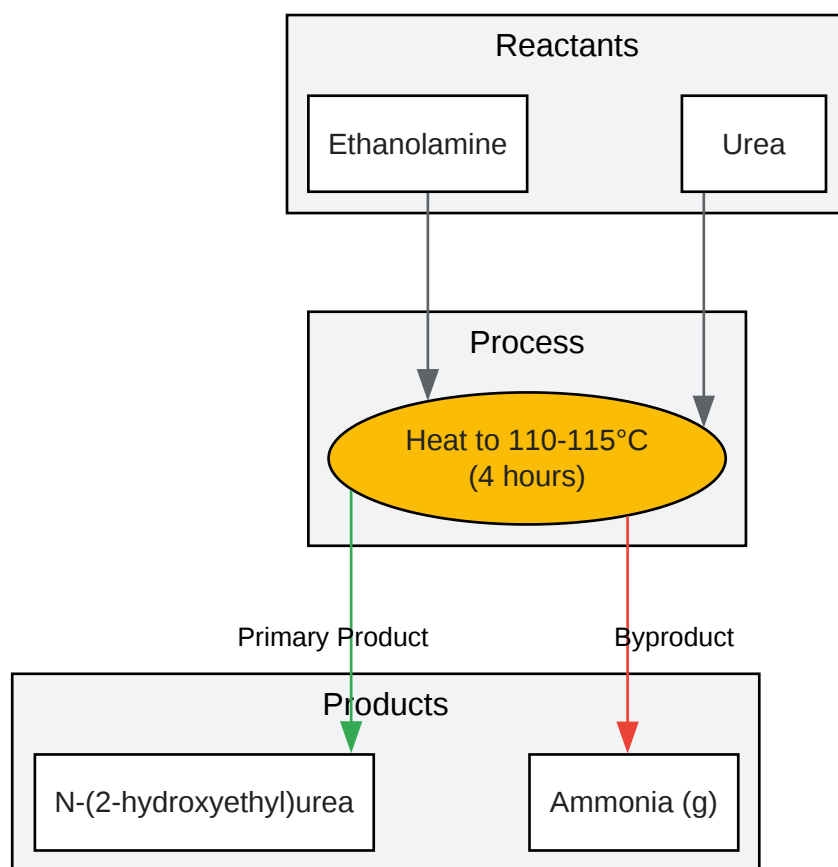 Reactants
Ethanolamine
Urea
Process
Heat to 110-115°C
(4 hours)
Primary Product
Byproduct
Products
N-(2-hydroxyethyl)urea
Ammonia (g)